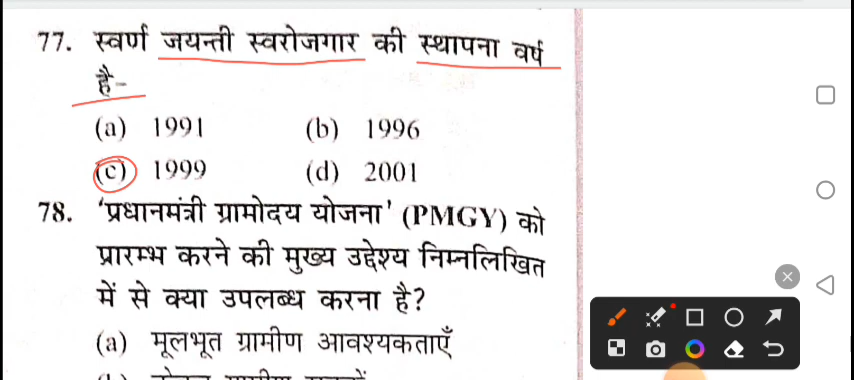 77. स्वर्ण जयन्ती स्वरोजगार की स्थापना वर्ष
है-
(a) 1991 (b) 1996
(c) 1999 (d) 2001
78. 'प्रधानमंत्री ग्रामोदय योजना' (PMGY) को
प्रारम्भ करने की मुख्य उद्देश्य निम्नलिखित
में से क्या उपलब्ध करना है?
(a) मूलभूत ग्रामीण आवश्यकताएँ